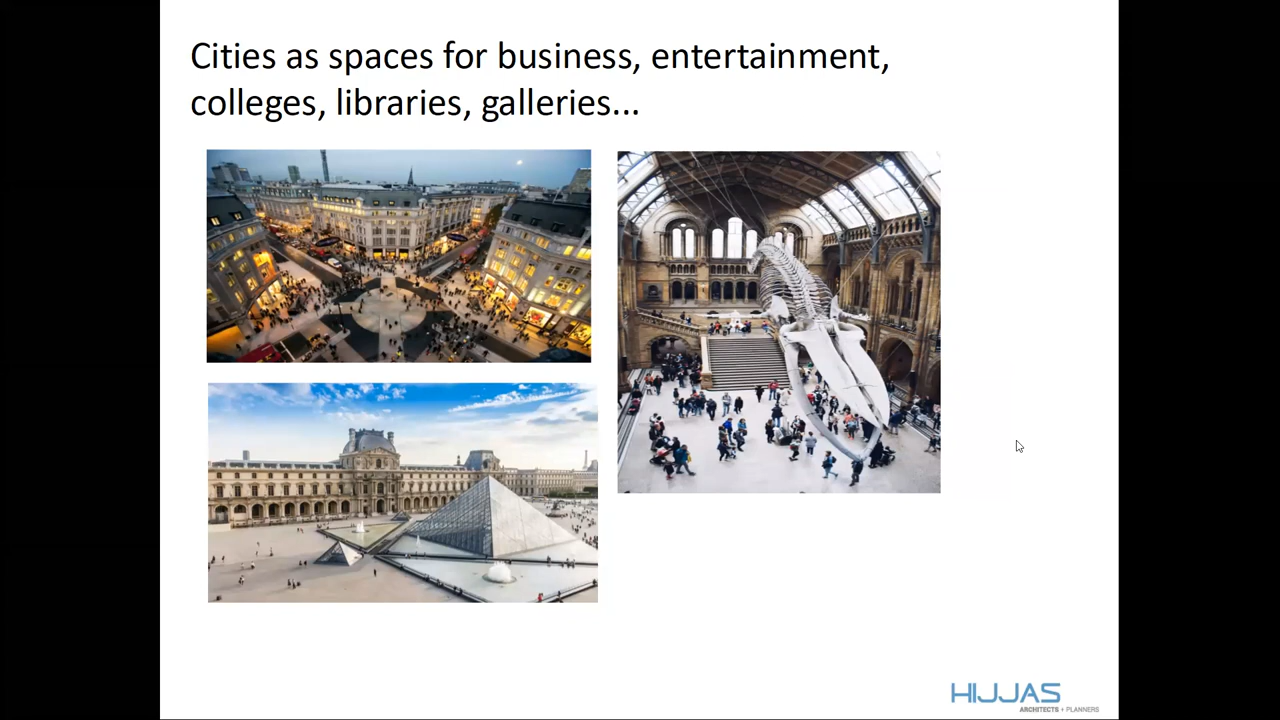 Cities as spaces for business, entertainment,
colleges, libraries, galleries...
HIJJAS
ARCHITECTS + PLANNERS